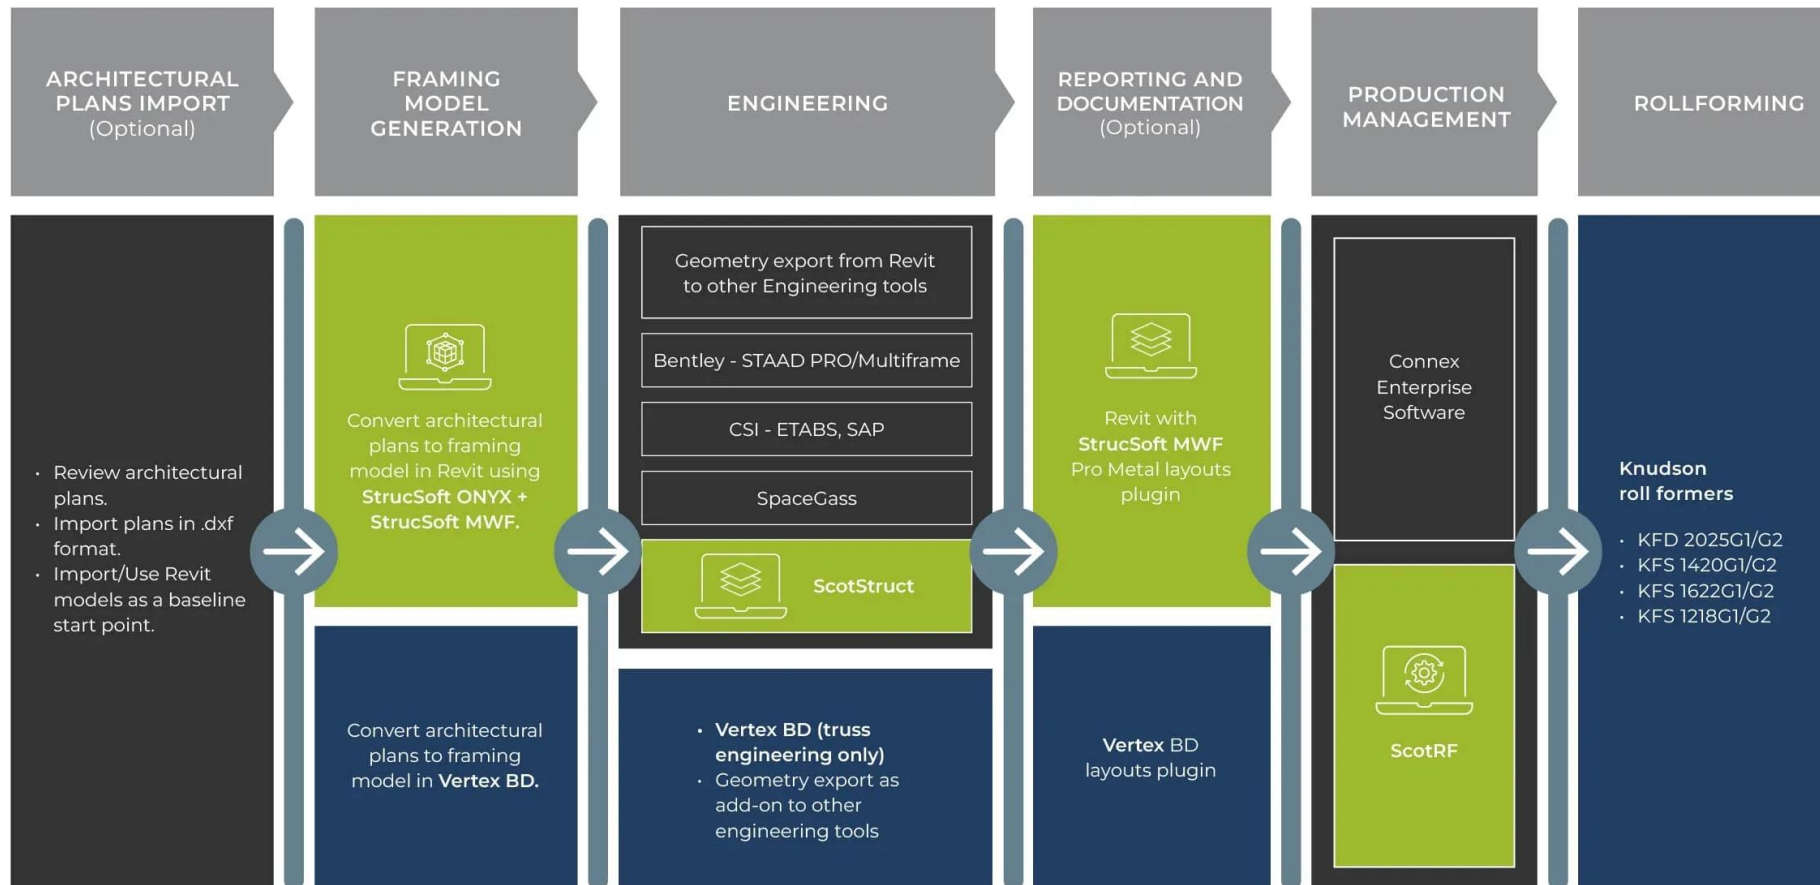 ARCHITECTURAL
PLANS IMPORT
(Optional)
FRAMING
MODEL
GENERATION
ENGINEERING
REPORTING AND
DOCUMENTATION
(Optional)
PRODUCTION
MANAGEMENT
ROLLFORMING
• Review architectural
plans.
• Import plans in .dxf
format.
• Import/Use Revit
models as a baseline
start point.
Convert architectural
plans to framing
model in Revit using
StrucSoft ONYX +
StrucSoft MWF.
Convert architectural
plans to framing
model in Vertex BD.
Geometry export from Revit
to other Engineering tools
Bentley - STAAD PRO/Multiframe
CSI - ETABS, SAP
SpaceGass
ScotStruct
• Vertex BD (truss
engineering only)
• Geometry export as
add-on to other
engineering tools
Revit with
StrucSoft MWF
Pro Metal layouts
plugin
Vertex BD
layouts plugin
Connex
Enterprise
Software
ScotRF
Knudson
roll formers
• KFD 2025G1/G2
• KFS 1420G1/G2
• KFS 1622G1/G2
• KFS 1218G1/G2